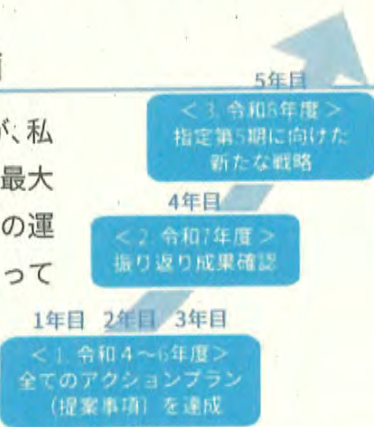 が、私
最大
の運
って
5年目
＜3. 令和8年度＞
指定第5期に向けた
新たな戦略
4年目
＜2. 令和7年度＞
振り返り成果確認
1年目 2年目 3年目
＜1. 令和4～6年度＞
全てのアクションプラン
（提案事項）を達成